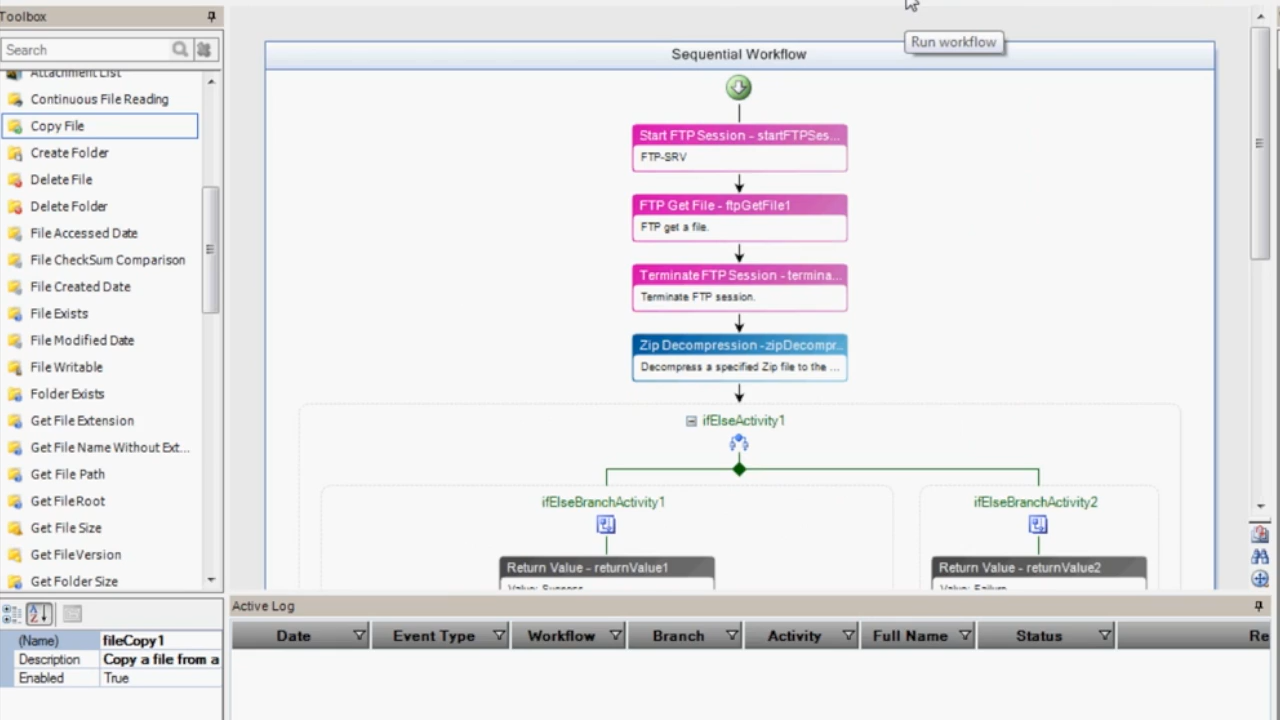 Toolbox
Search
Attachment List
Continuous File Reading
Copy File
Create Folder
Delete File
Delete Folder
File Accessed Date
File CheckSum Comparison
File Created Date
File Exists
File Modified Date
File Writable
Folder Exists
Get File Extension
Get File Name Without Ext...
Get File Path
Get FileRoot
Get File Size
Get FileVersion
Get Folder Size
(Name) fileCopy1
Description Copy a file from a
Enabled True
Run workflow
Sequential Workflow
Start FTP Session - startFTPSes...
FTP-SRV
FTP Get File - ftpGetFile1
FTP get a file.
Terminate FTP Session - termina...
Terminate FTP session.
Zip Decompression -zipDecompr...
Decompress a specified Zip file to the ...
ifElseActivity1
ifElseBranchActivity1
ifElseBranchActivity2
Return Value - returnValue1
Value: Success
Return Value - returnValue2
Value: Failure
Active Log
Date Event Type Workflow Branch Activity Full Name Status Re